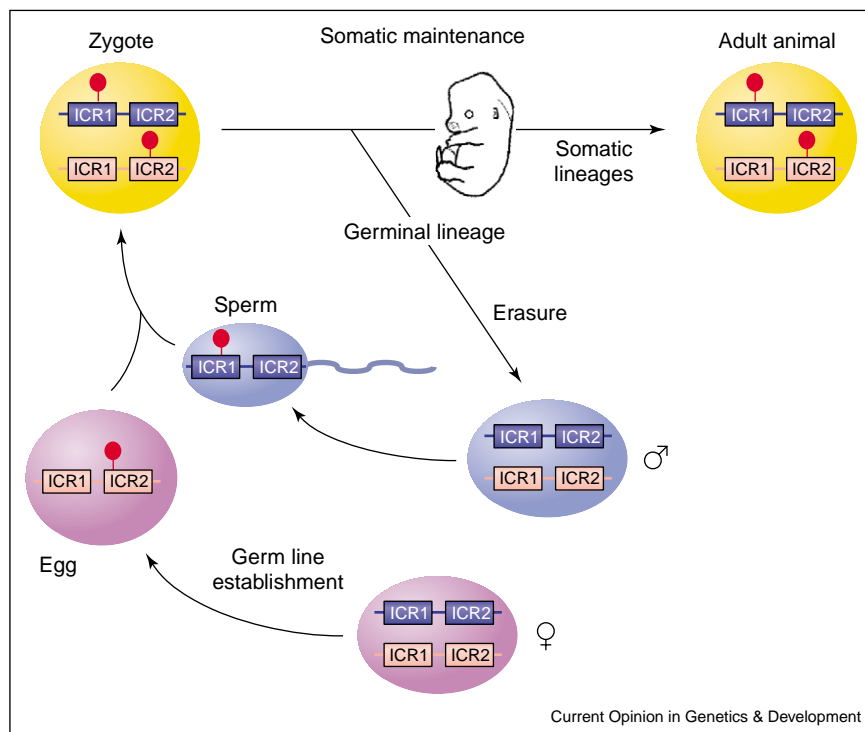 Zygote
Somatic maintenance
Adult animal
ICR1 ICR2
ICR1 ICR2
ICR1 ICR2
ICR1 ICR2
Somatic
lineages
Germinal lineage
Sperm
Erasure
ICR1 ICR2
ICR1 ICR2
ICR1 ICR2
♂
ICR1 ICR2
Egg
Germ line
establishment
ICR1 ICR2
ICR1 ICR2
♀
Current Opinion in Genetics & Development